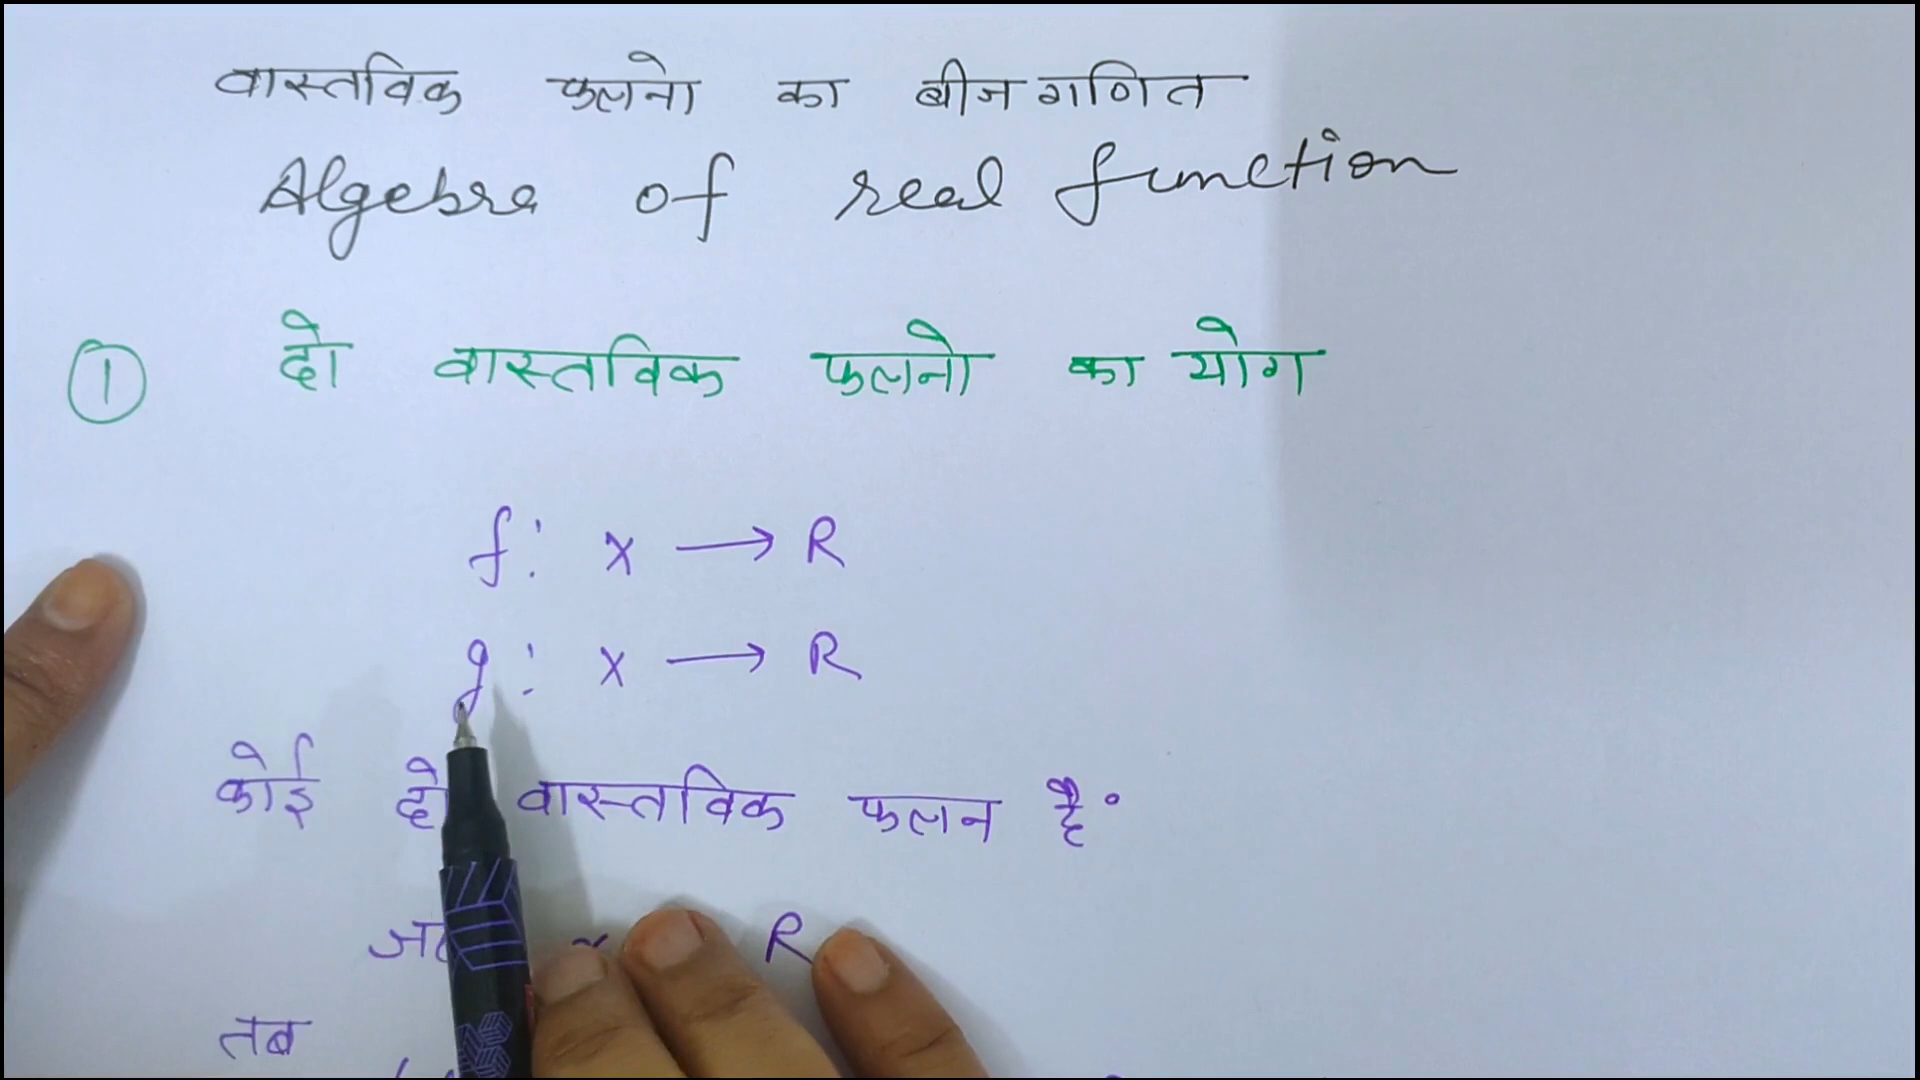 वास्तविक फलनो का बीजगणित
Algebra of real function
① दो वास्तविक फलनो का योग
f: x → R
g: x → R
कोई दो वास्तविक फलन है॰
R
तब